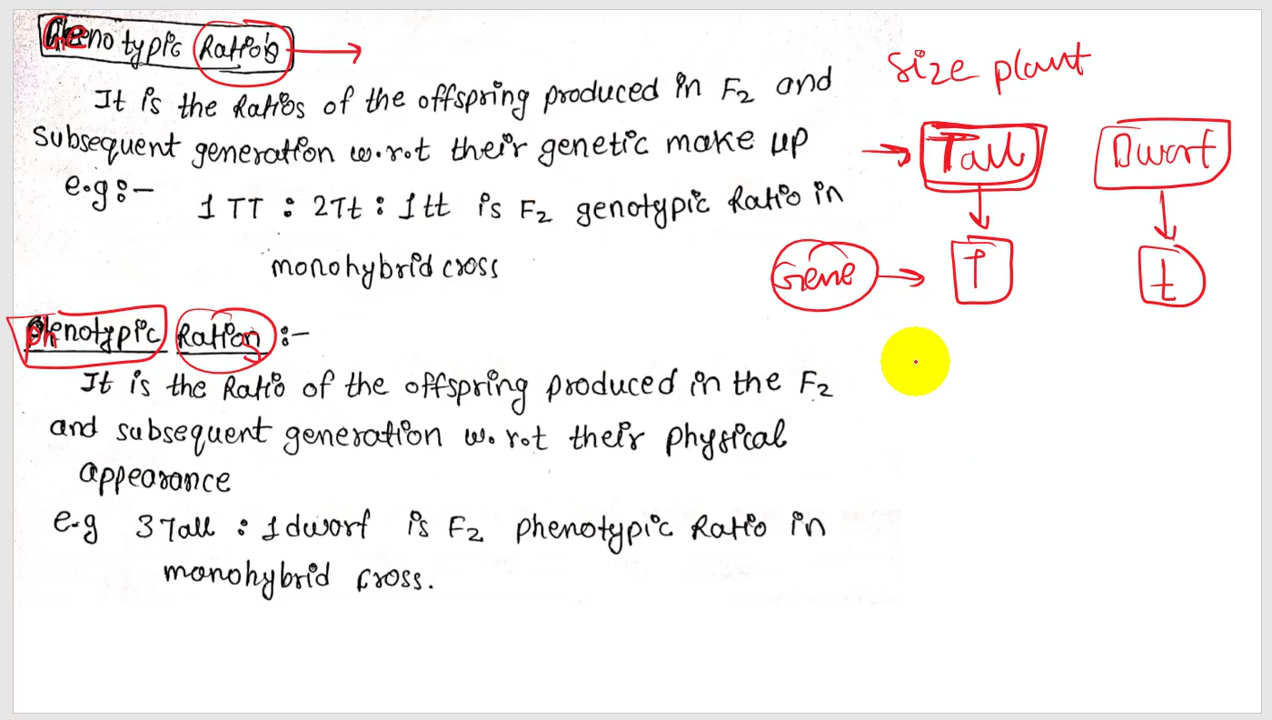 Genotypic Ratios
It is the Ratios of the offspring produced in F2 and
subsequent generation w.r.t their genetic make up
e.g:-
1 TT : 2Tt : 1tt is F2 genotypic Ratio in
monohybrid cross
Phenotypic Ration :-
It is the Ratio of the offspring produced in the F2
and subsequent generation w.r.t their physical
appearance
e.g 3 Tall : 1 dwarf is F2 phenotypic Ratio in
monohybrid cross.
size plant
Tall Dwarf
Gene T t